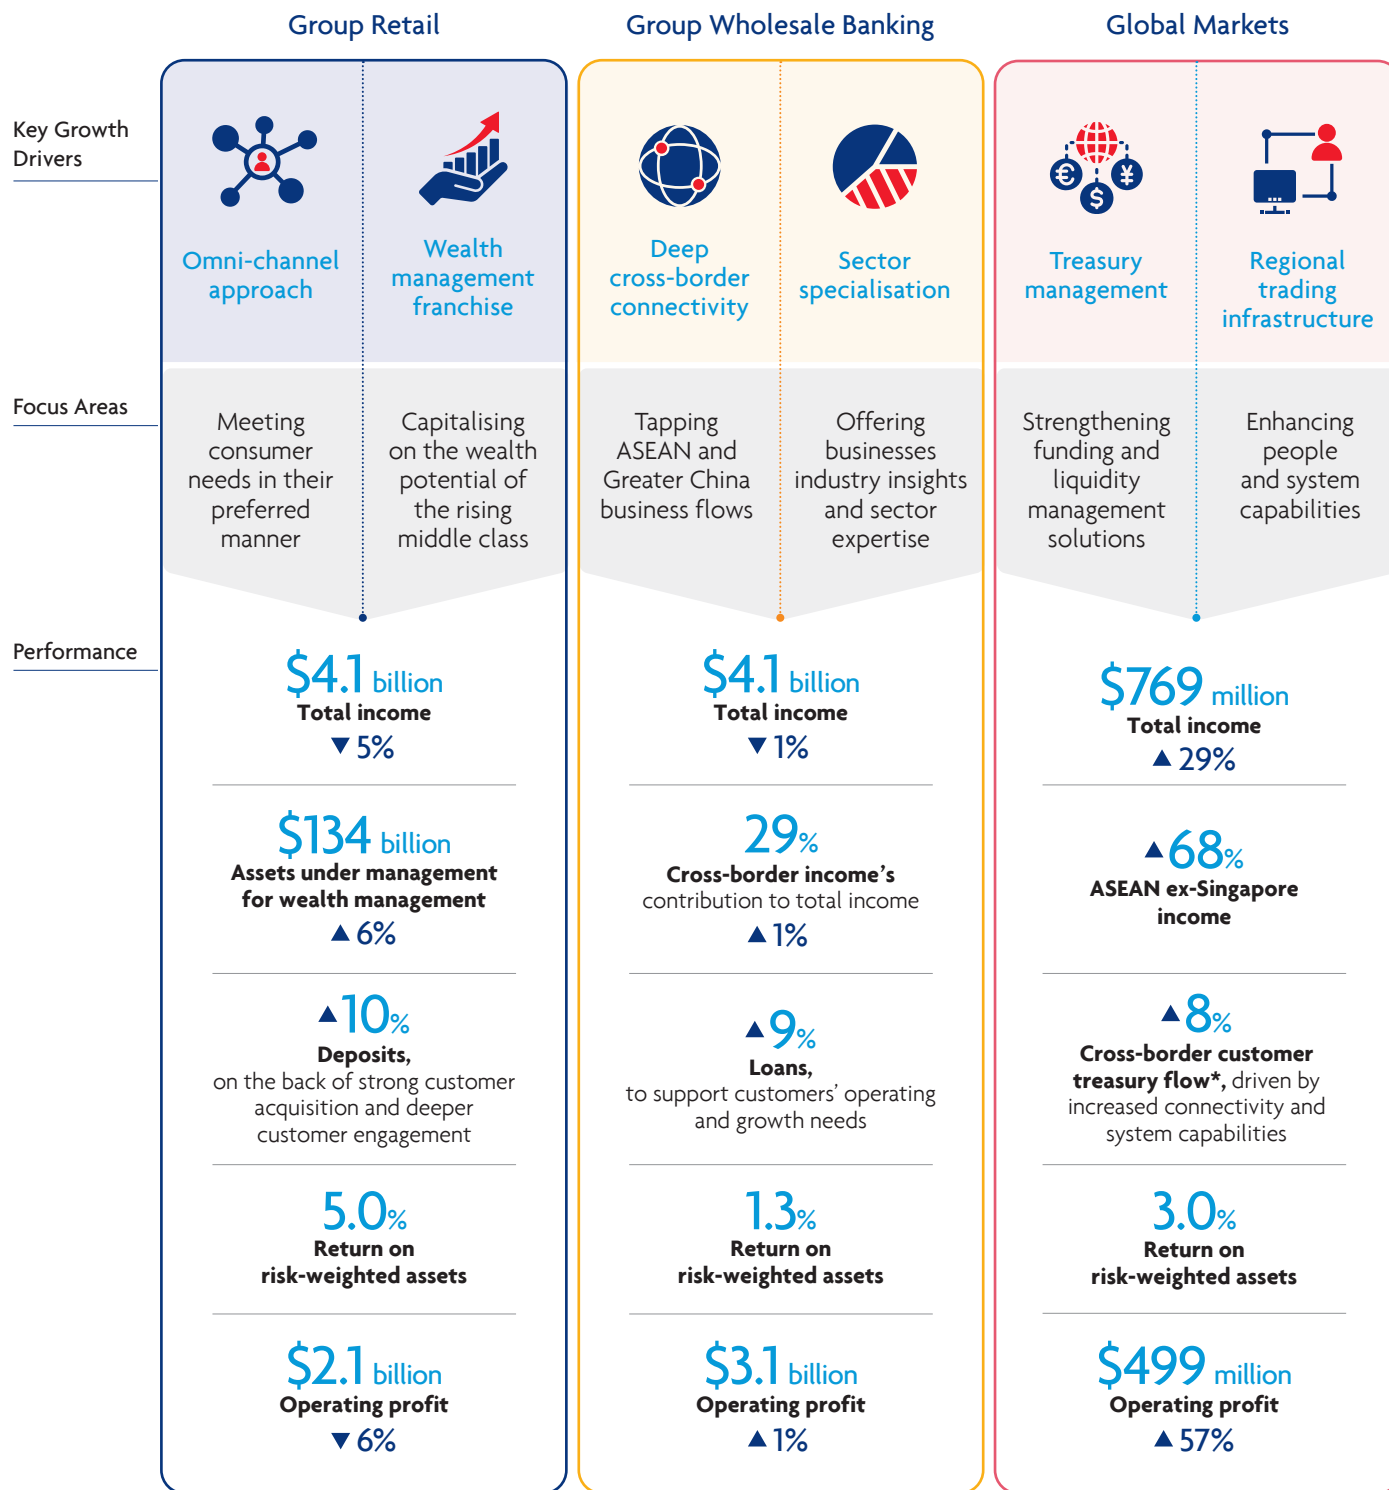 Group Retail
Group Wholesale Banking
Global Markets
Key Growth
Drivers
Omni-channel
approach
Wealth
management
franchise
Deep
cross-border
connectivity
Sector
specialisation
Treasury
management
Regional
trading
infrastructure
Focus Areas
Meeting
consumer
needs in their
preferred
manner
Capitalising
on the wealth
potential of
the rising
middle class
Tapping
ASEAN and
Greater China
business flows
Offering
businesses
industry insights
and sector
expertise
Strengthening
funding and
liquidity
management
solutions
Enhancing
people
and system
capabilities
Performance
$4.1 billion
Total income
▼ 5%
$134 billion
Assets under management
for wealth management
▲ 6%
▲ 10%
Deposits,
on the back of strong customer
acquisition and deeper
customer engagement
5.0%
Return on
risk-weighted assets
$2.1 billion
Operating profit
▼ 6%
$4.1 billion
Total income
▼ 1%
29%
Cross-border income’s
contribution to total income
▲ 1%
▲ 9%
Loans,
to support customers’ operating
and growth needs
1.3%
Return on
risk-weighted assets
$3.1 billion
Operating profit
▲ 1%
$769 million
Total income
▲ 29%
▲ 68%
ASEAN ex-Singapore
income
▲ 8%
Cross-border customer
treasury flow*, driven by
increased connectivity and
system capabilities
3.0%
Return on
risk-weighted assets
$499 million
Operating profit
▲ 57%
€
$
¥